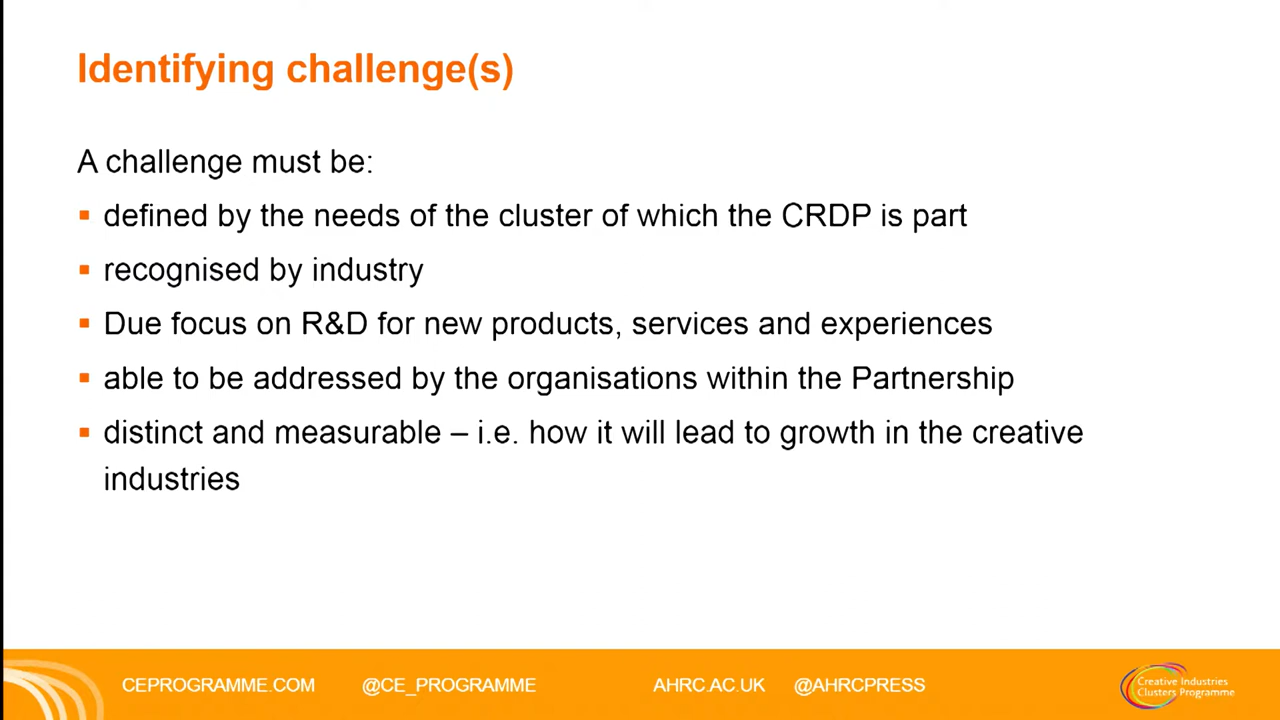 Identifying challenge(s)
A challenge must be:
▪ defined by the needs of the cluster of which the CRDP is part
▪ recognised by industry
▪ Due focus on R&D for new products, services and experiences
▪ able to be addressed by the organisations within the Partnership
▪ distinct and measurable – i.e. how it will lead to growth in the creative
industries
CEPROGRAMME.COM @CE_PROGRAMME AHRC.AC.UK @AHRCPRESS
Creative Industries
Clusters Programme